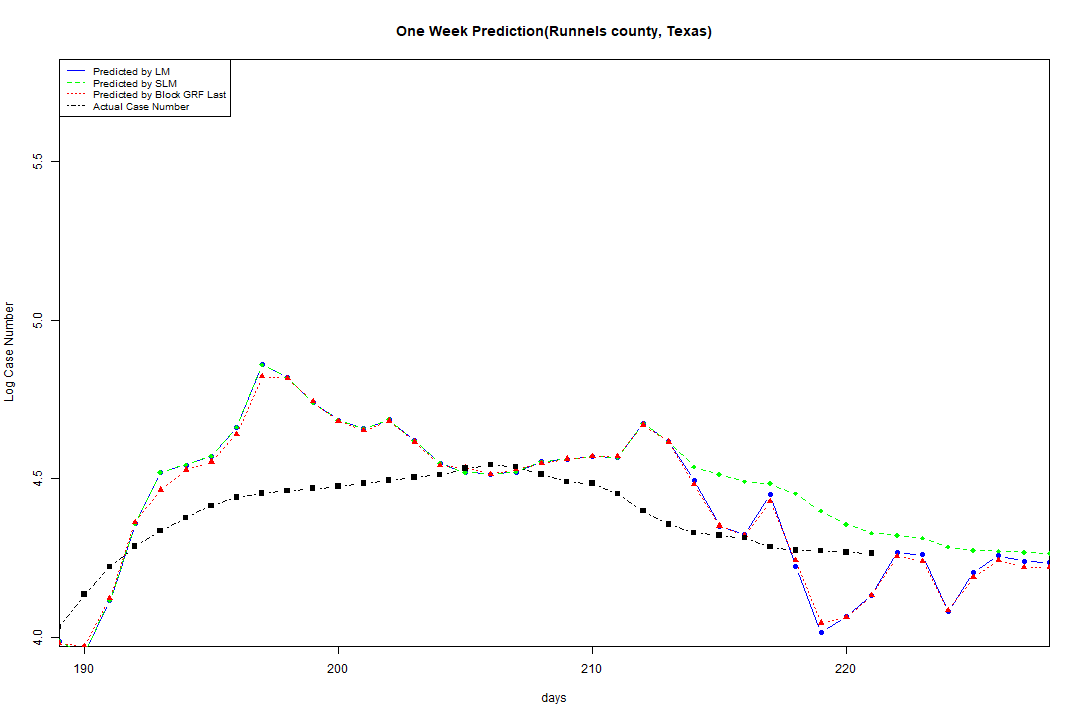 One Week Prediction(Runnels county, Texas)
Predicted by LM
Predicted by SLM
Predicted by Block GRF Last
Actual Case Number
5.5
5.0
4.5
4.0
Log Case Number
190 200 210 220
days